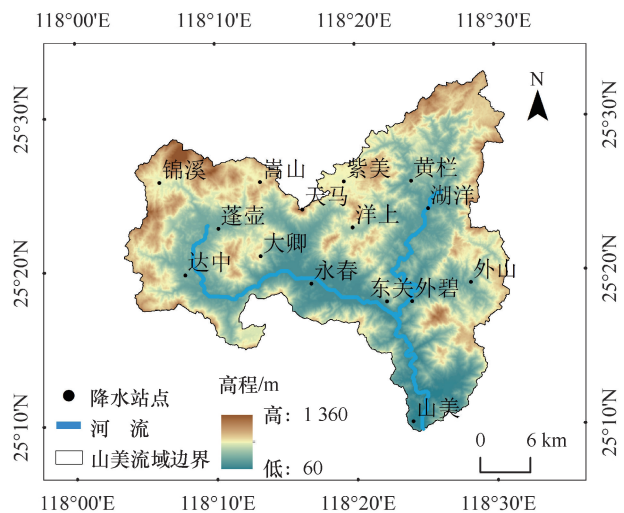 118°00'E 118°10'E 118°20'E 118°30'E
25°30'N
25°20'N
25°10'N
N
25°30'N
25°20'N
25°10'N
锦溪
嵩山
紫美
黄栏
天马
湖洋
蓬壶
洋上
大卿
达中
永春
外山
东关
外碧
山美
降水站点
河 流
山美流域边界
高程/m
高：1 360
低：60
0 6 km
118°00'E 118°10'E 118°20'E 118°30'E